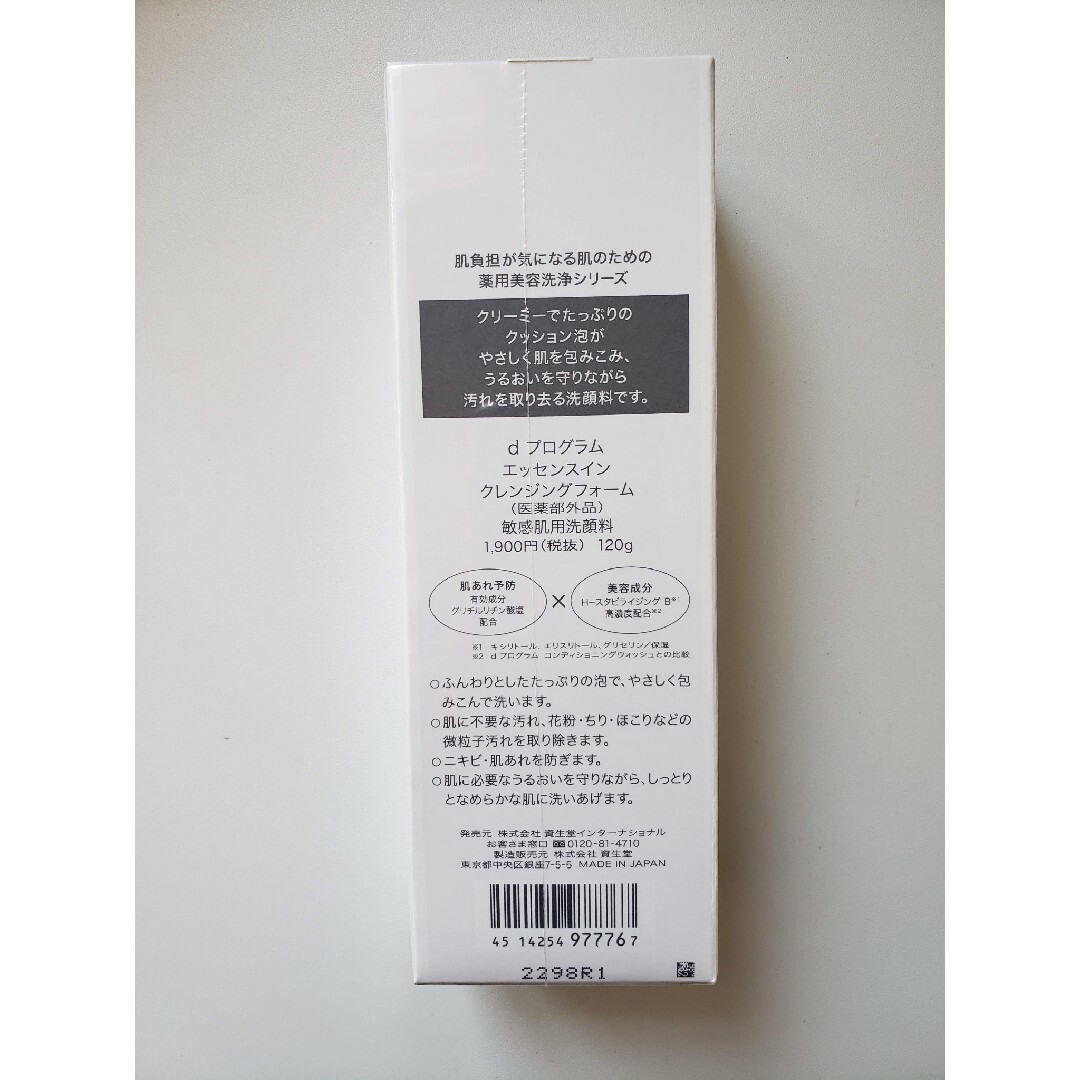 肌負担が気になる肌のための
薬用美容洗浄シリーズ
クリーミーでたっぷりの
クッション泡が
やさしく肌を包みこみ、
うるおいを守りながら
汚れを取り去る洗顔料です。
d プログラム
エッセンスイン
クレンジングフォーム
(医薬部外品)
敏感肌用洗顔料
1,900円(税抜) 120g
肌あれ予防
有効成分
グリチルリチン酸塩
配合
×
美容成分
H-スタビライジング B※1
高濃度配合※2
※1 キシリトール、エリスリトール、グリセリン/保湿
※2 d プログラム コンディショニングウォッシュとの比較
○ふんわりとしたたっぷりの泡で、やさしく包
みこんで洗います。
○肌に不要な汚れ、花粉・ちり・ほこりなどの
微粒子汚れを取り除きます。
○ニキビ・肌あれを防ぎます。
○肌に必要なうるおいを守りながら、しっとり
となめらかな肌に洗いあげます。
発売元 株式会社 資生堂インターナショナル
お客さま窓口 0120-81-4710
製造販売元 株式会社 資生堂
東京都中央区銀座7-5-5 MADE IN JAPAN
45 14254 97776 7
2298R1